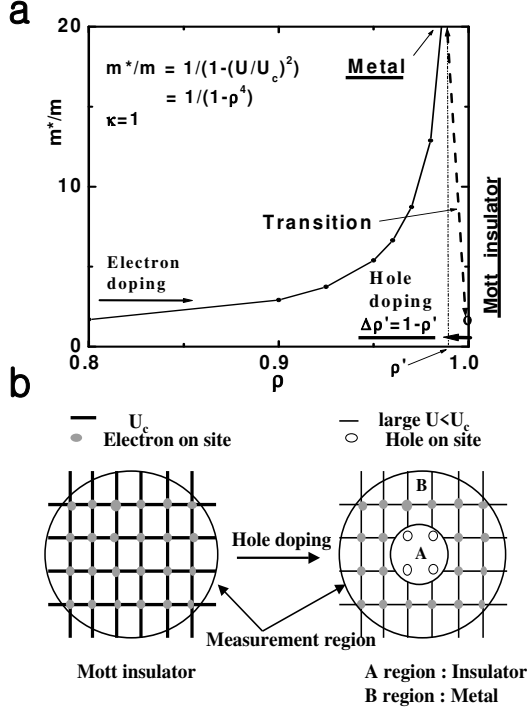 a
20
10
0
m*/m
m*/m = 1/(1-(U/U_c)^2)
= 1/(1-ρ^4)
κ=1
Metal
Transition
Mott insulator
Electron
doping
Hole
doping
Δρ'=1-ρ'
0.8
0.9
1.0
ρ
ρ'
b
U_c
Electron on site
large U<U_c
Hole on site
B
A
Hole doping
Measurement region
Mott insulator
A region : Insulator
B region : Metal